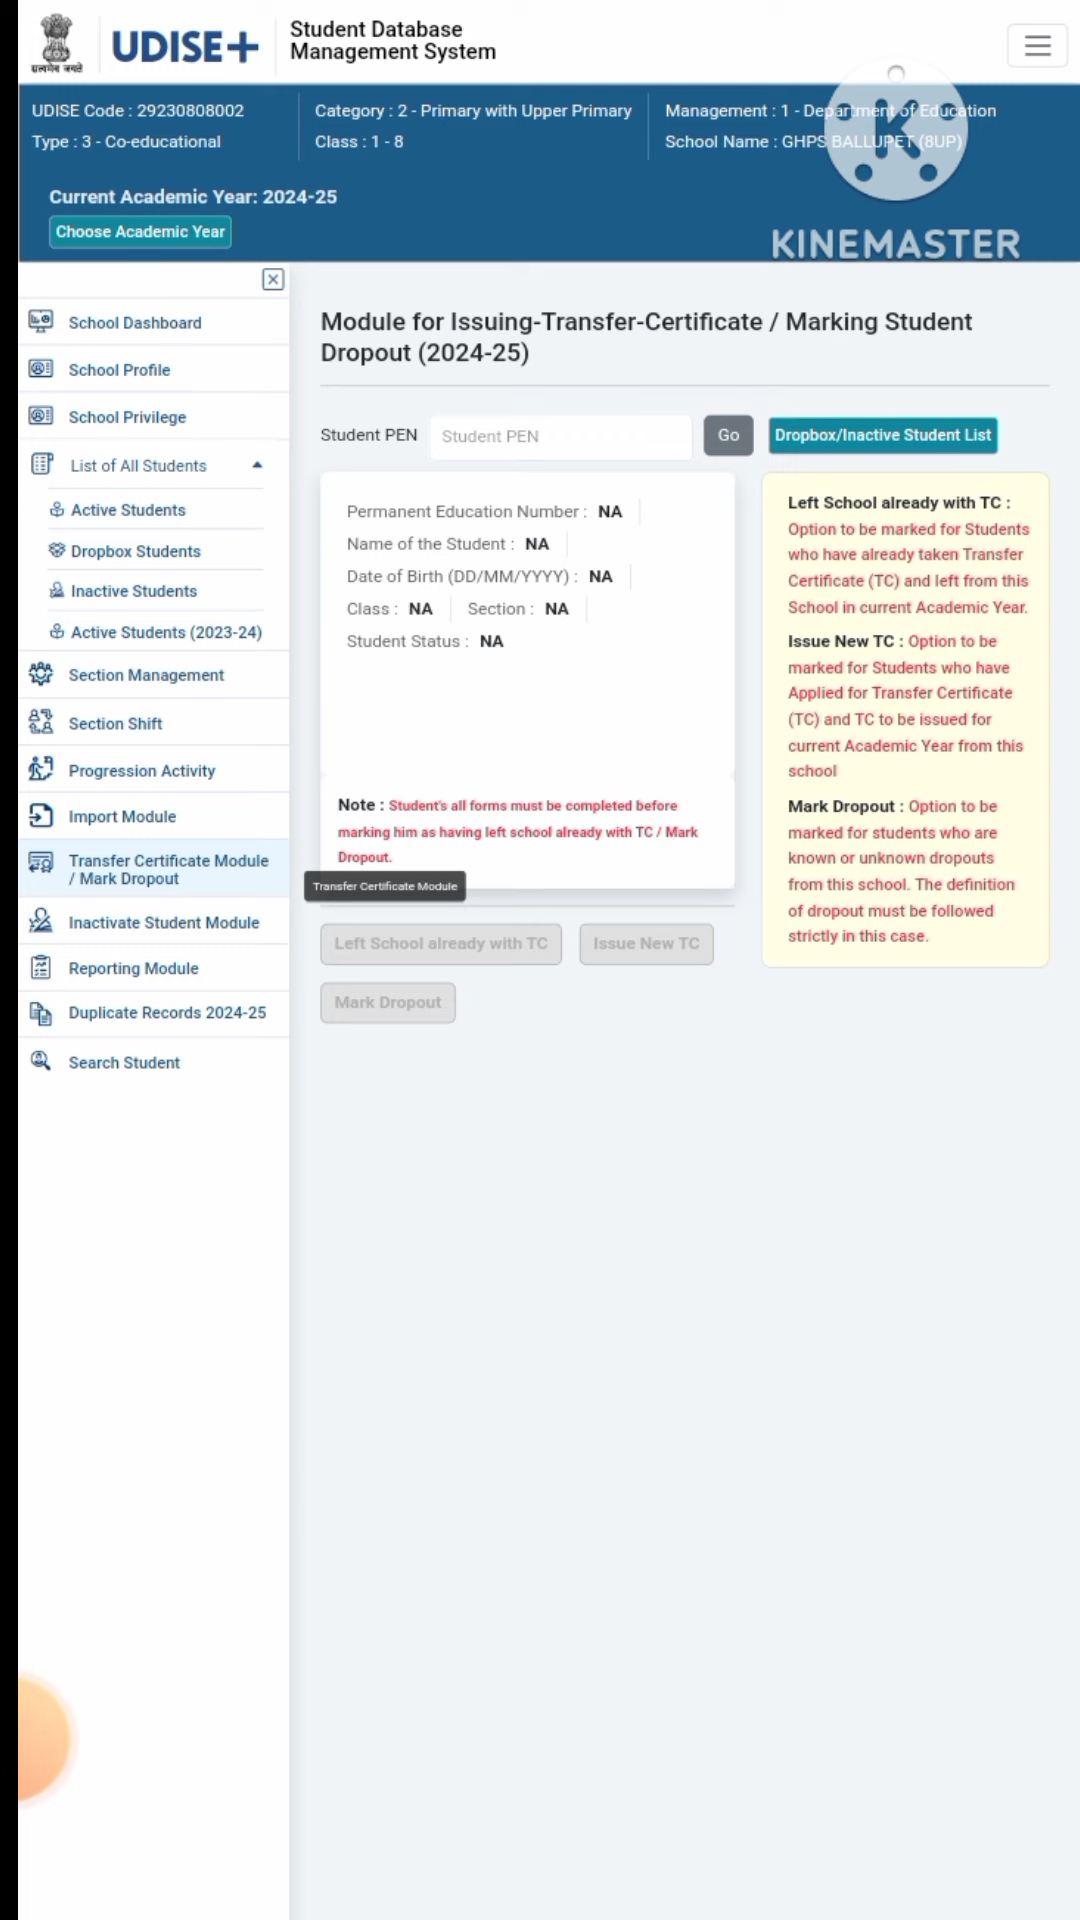 सत्यमेव जयते
UDISE+
Student Database
Management System
UDISE Code : 29230808002
Category : 2 - Primary with Upper Primary
Management : 1 - Department of Education
Type : 3 - Co-educational
Class : 1 - 8
School Name : GHPS BALLUPET (8UP)
Current Academic Year: 2024-25
Choose Academic Year
KINEMASTER
School Dashboard
School Profile
School Privilege
List of All Students
Active Students
Dropbox Students
Inactive Students
Active Students (2023-24)
Section Management
Section Shift
Progression Activity
Import Module
Transfer Certificate Module
/ Mark Dropout
Inactivate Student Module
Reporting Module
Duplicate Records 2024-25
Search Student
Module for Issuing-Transfer-Certificate / Marking Student
Dropout (2024-25)
Student PEN
Student PEN
Go
Dropbox/Inactive Student List
Permanent Education Number : NA
Name of the Student : NA
Date of Birth (DD/MM/YYYY) : NA
Class : NA Section : NA
Student Status : NA
Note : Student's all forms must be completed before
marking him as having left school already with TC / Mark
Dropout.
Transfer Certificate Module
Left School already with TC
Issue New TC
Mark Dropout
Left School already with TC :
Option to be marked for Students
who have already taken Transfer
Certificate (TC) and left from this
School in current Academic Year.
Issue New TC : Option to be
marked for Students who have
Applied for Transfer Certificate
(TC) and TC to be issued for
current Academic Year from this
school
Mark Dropout : Option to be
marked for students who are
known or unknown dropouts
from this school. The definition
of dropout must be followed
strictly in this case.